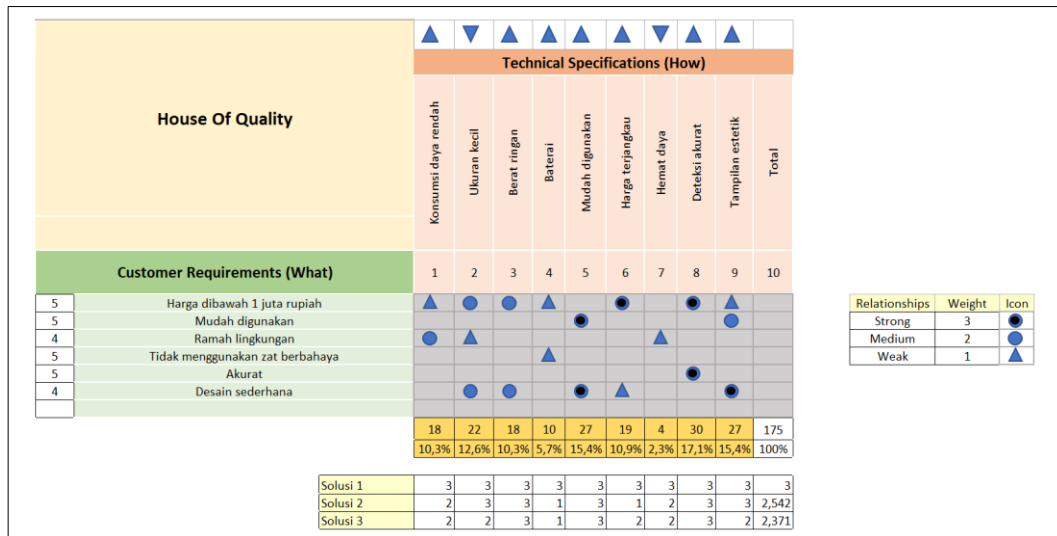 House Of Quality
Technical Specifications (How)
Konsumsi daya rendah
Ukuran kecil
Berat ringan
Baterai
Mudah digunakan
Harga terjangkau
Hemat daya
Deteksi akurat
Tampilan estetik
Total
Customer Requirements (What) 1 2 3 4 5 6 7 8 9 10
5 Harga dibawah 1 juta rupiah
5 Mudah digunakan
4 Ramah lingkungan
5 Tidak menggunakan zat berbahaya
5 Akurat
4 Desain sederhana
18 22 18 10 27 19 4 30 27 175
10,3% 12,6% 10,3% 5,7% 15,4% 10,9% 2,3% 17,1% 15,4% 100%
Solusi 1 3 3 3 3 3 3 3 3 3 3
Solusi 2 2 3 3 1 3 1 2 3 3 2,542
Solusi 3 2 2 3 1 3 2 2 3 2 2,371
Relationships Weight Icon
Strong 3
Medium 2
Weak 1